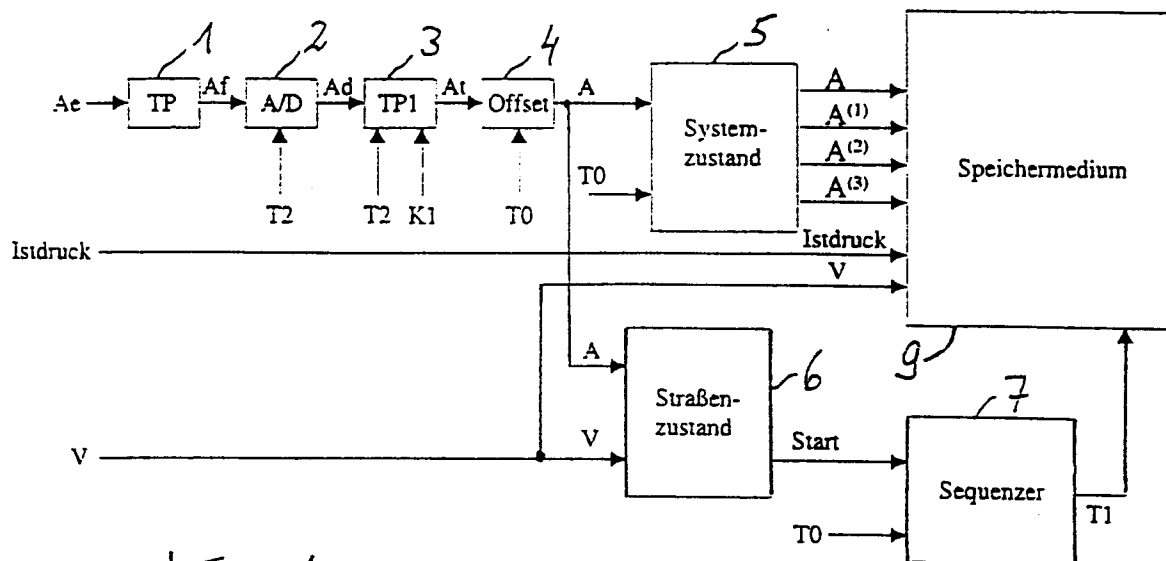 1 2 3 4 5
Ae TP Af A/D Ad TP1 At Offset A
T2 T2 K1 T0
T0
System-
zustand
A
A(1)
A(2)
A(3)
Speichermedium
Istdruck Istdruck
V
9
A
V V
Straßen-
zustand
6
Start
7
Sequenzer
T0
T1